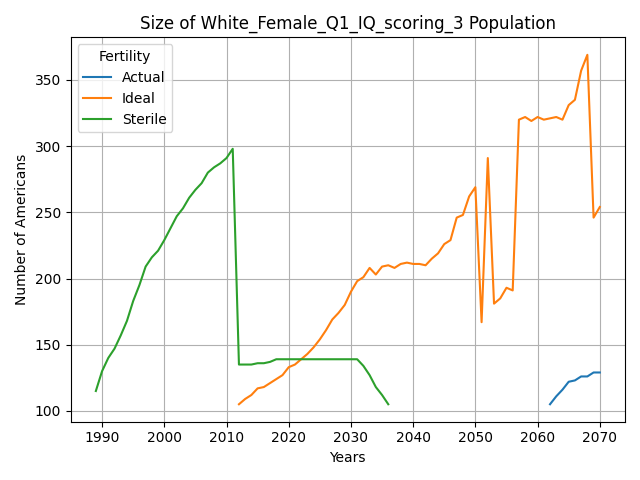 Size of White_Female_Q1_IQ_scoring_3 Population
Fertility
Actual
Ideal
Sterile
Number of Americans
350
300
250
200
150
100
1990 2000 2010 2020 2030 2040 2050 2060 2070
Years